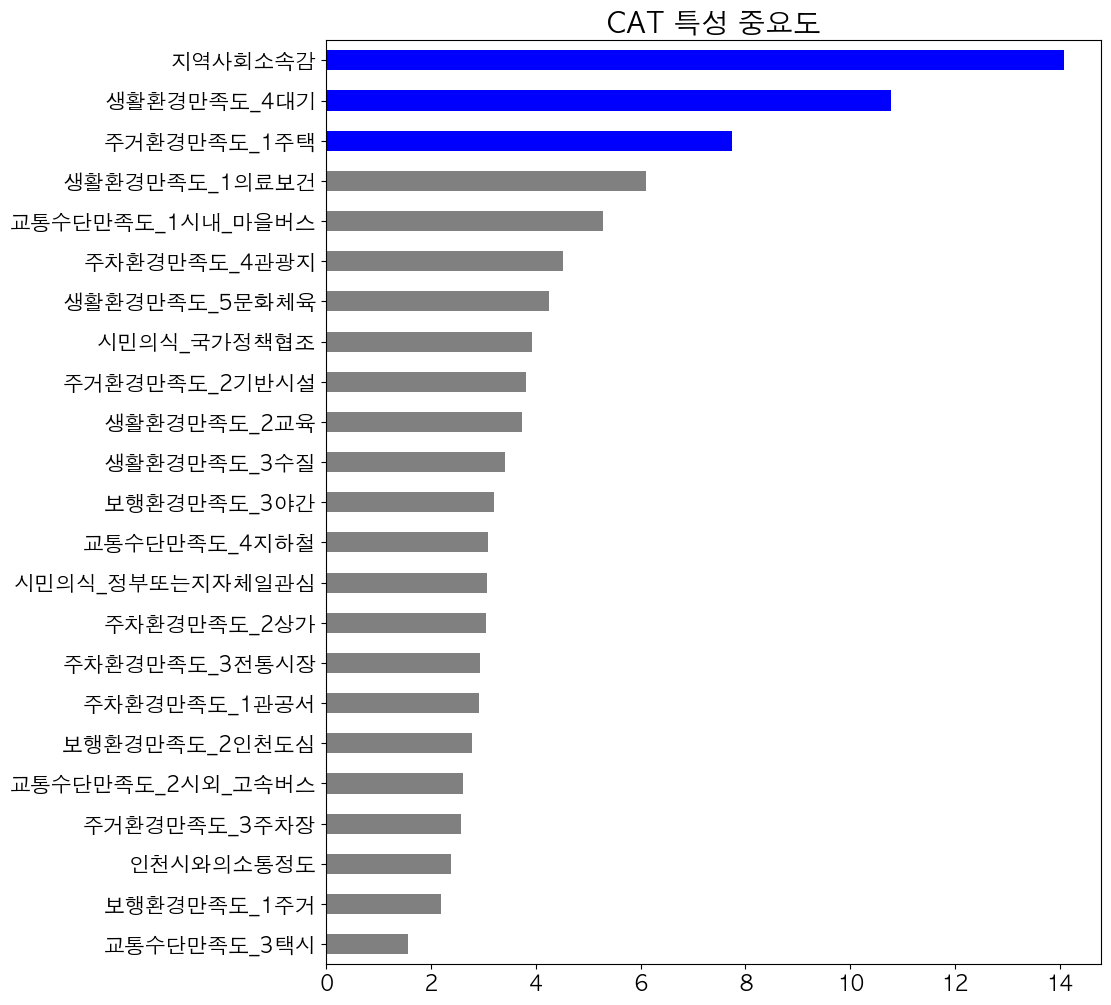 CAT 특성 중요도
지역사회소속감
생활환경만족도_4대기
주거환경만족도_1주택
생활환경만족도_1의료보건
교통수단만족도_1시내_마을버스
주차환경만족도_4관광지
생활환경만족도_5문화체육
시민의식_국가정책협조
주거환경만족도_2기반시설
생활환경만족도_2교육
생활환경만족도_3수질
보행환경만족도_3야간
교통수단만족도_4지하철
시민의식_정부또는지자체일관심
주차환경만족도_2상가
주차환경만족도_3전통시장
주차환경만족도_1관공서
보행환경만족도_2인천도심
교통수단만족도_2시외_고속버스
주거환경만족도_3주차장
인천시와의소통정도
보행환경만족도_1주거
교통수단만족도_3택시
0 2 4 6 8 10 12 14